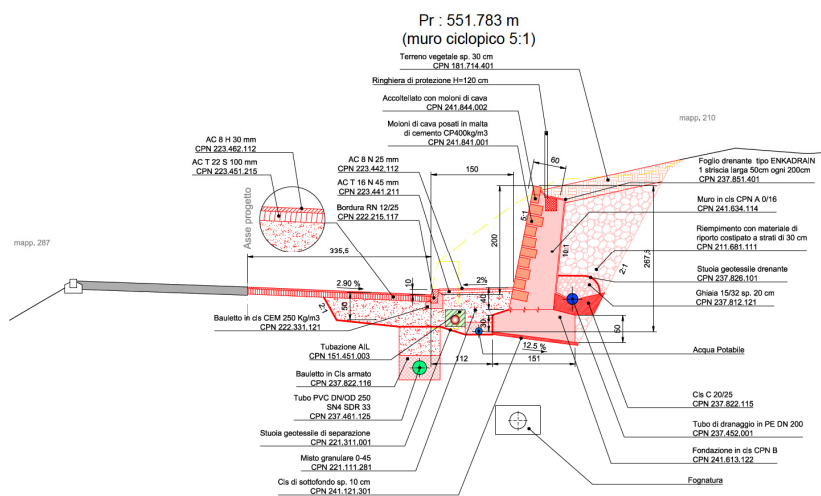 Pr : 551.783 m
(muro ciclopico 5:1)
Terreno vegetale sp. 30 cm
CPN 181.714.401
Ringhiera di protezione H=120 cm
Accoltellato con moloni di cava
CPN 241.844.002
Moloni di cava posati in malta
di cemento CP400kg/m3
CPN 241.841.001
mapp. 210
AC 8 H 30 mm
CPN 223.462.112
AC T 22 S 100 mm
CPN 223.451.215
AC 8 N 25 mm
CPN 223.442.112
AC T 16 N 45 mm
CPN 223.441.211
Bordura RN 12/25
CPN 222.215.117
150
60
Foglio drenante tipo ENKADRAIN
1 striscia larga 50cm ogni 200cm
CPN 237.851.401
Muro in cls CPN A 0/16
CPN 241.634.114
Riempimento con materiale di
riporto costipato a strati di 30 cm
CPN 211.681.111
Stuoia geotessile drenante
CPN 237.826.101
Ghiaia 15/32 sp. 20 cm
CPN 237.812.121
mapp. 287
Asse progetto
335,5
200
5:1
10:1
2:1
267,5
2.90 %
10
2%
40
50
2:1
30
50
12.5 %
112
151
Bauletto in cls CEM 250 Kg/m3
CPN 222.331.121
Tubazione AIL
CPN 151.451.003
Bauletto in Cls armato
CPN 237.822.116
Tubo PVC DN/OD 250
SN4 SDR 33
CPN 237.461.125
Stuoia geotessile di separazione
CPN 221.311.001
Misto granulare 0-45
CPN 221.111.281
Cls di sottofondo sp. 10 cm
CPN 241.121.301
Acqua Potabile
Cls C 20/25
CPN 237.822.115
Tubo di drenaggio in PE DN 200
CPN 237.452.001
Fondazione in cls CPN B
CPN 241.613.122
Fognatura